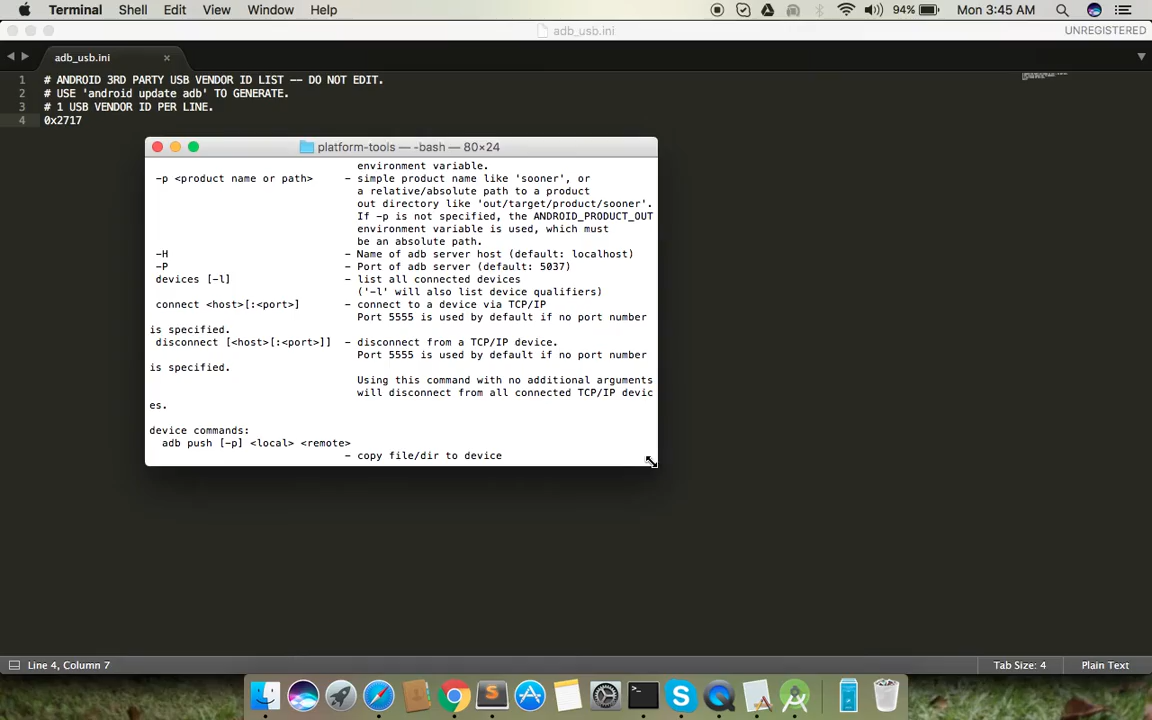 Terminal Shell Edit View Window Help 94% Mon 3:45 AM
adb_usb.ini UNREGISTERED
adb_usb.ini ×
1 # ANDROID 3RD PARTY USB VENDOR ID LIST -- DO NOT EDIT.
2 # USE 'android update adb' TO GENERATE.
3 # 1 USB VENDOR ID PER LINE.
4 0x2717
platform-tools — -bash — 80×24
environment variable.
-p <product name or path> - simple product name like 'sooner', or
a relative/absolute path to a product
out directory like 'out/target/product/sooner'.
If -p is not specified, the ANDROID_PRODUCT_OUT
environment variable is used, which must
be an absolute path.
-H - Name of adb server host (default: localhost)
-P - Port of adb server (default: 5037)
devices [-l] - list all connected devices
('-l' will also list device qualifiers)
connect <host>[:<port>] - connect to a device via TCP/IP
Port 5555 is used by default if no port number
is specified.
disconnect [<host>[:<port>]] - disconnect from a TCP/IP device.
Port 5555 is used by default if no port number
is specified.
Using this command with no additional arguments
will disconnect from all connected TCP/IP devic
es.
device commands:
adb push [-p] <local> <remote>
- copy file/dir to device
Line 4, Column 7 Tab Size: 4 Plain Text